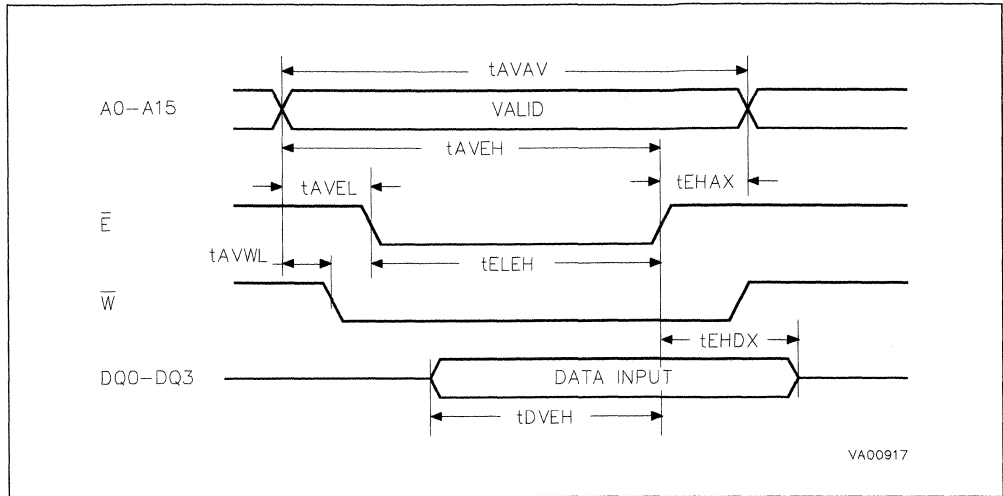 tAVAV
A0-A15
VALID
tAVEH
tAVEL
tEHAX
E̅
tAVWL
tELEH
W̅
tEHDX
DQ0-DQ3
DATA INPUT
tDVEH
VA00917